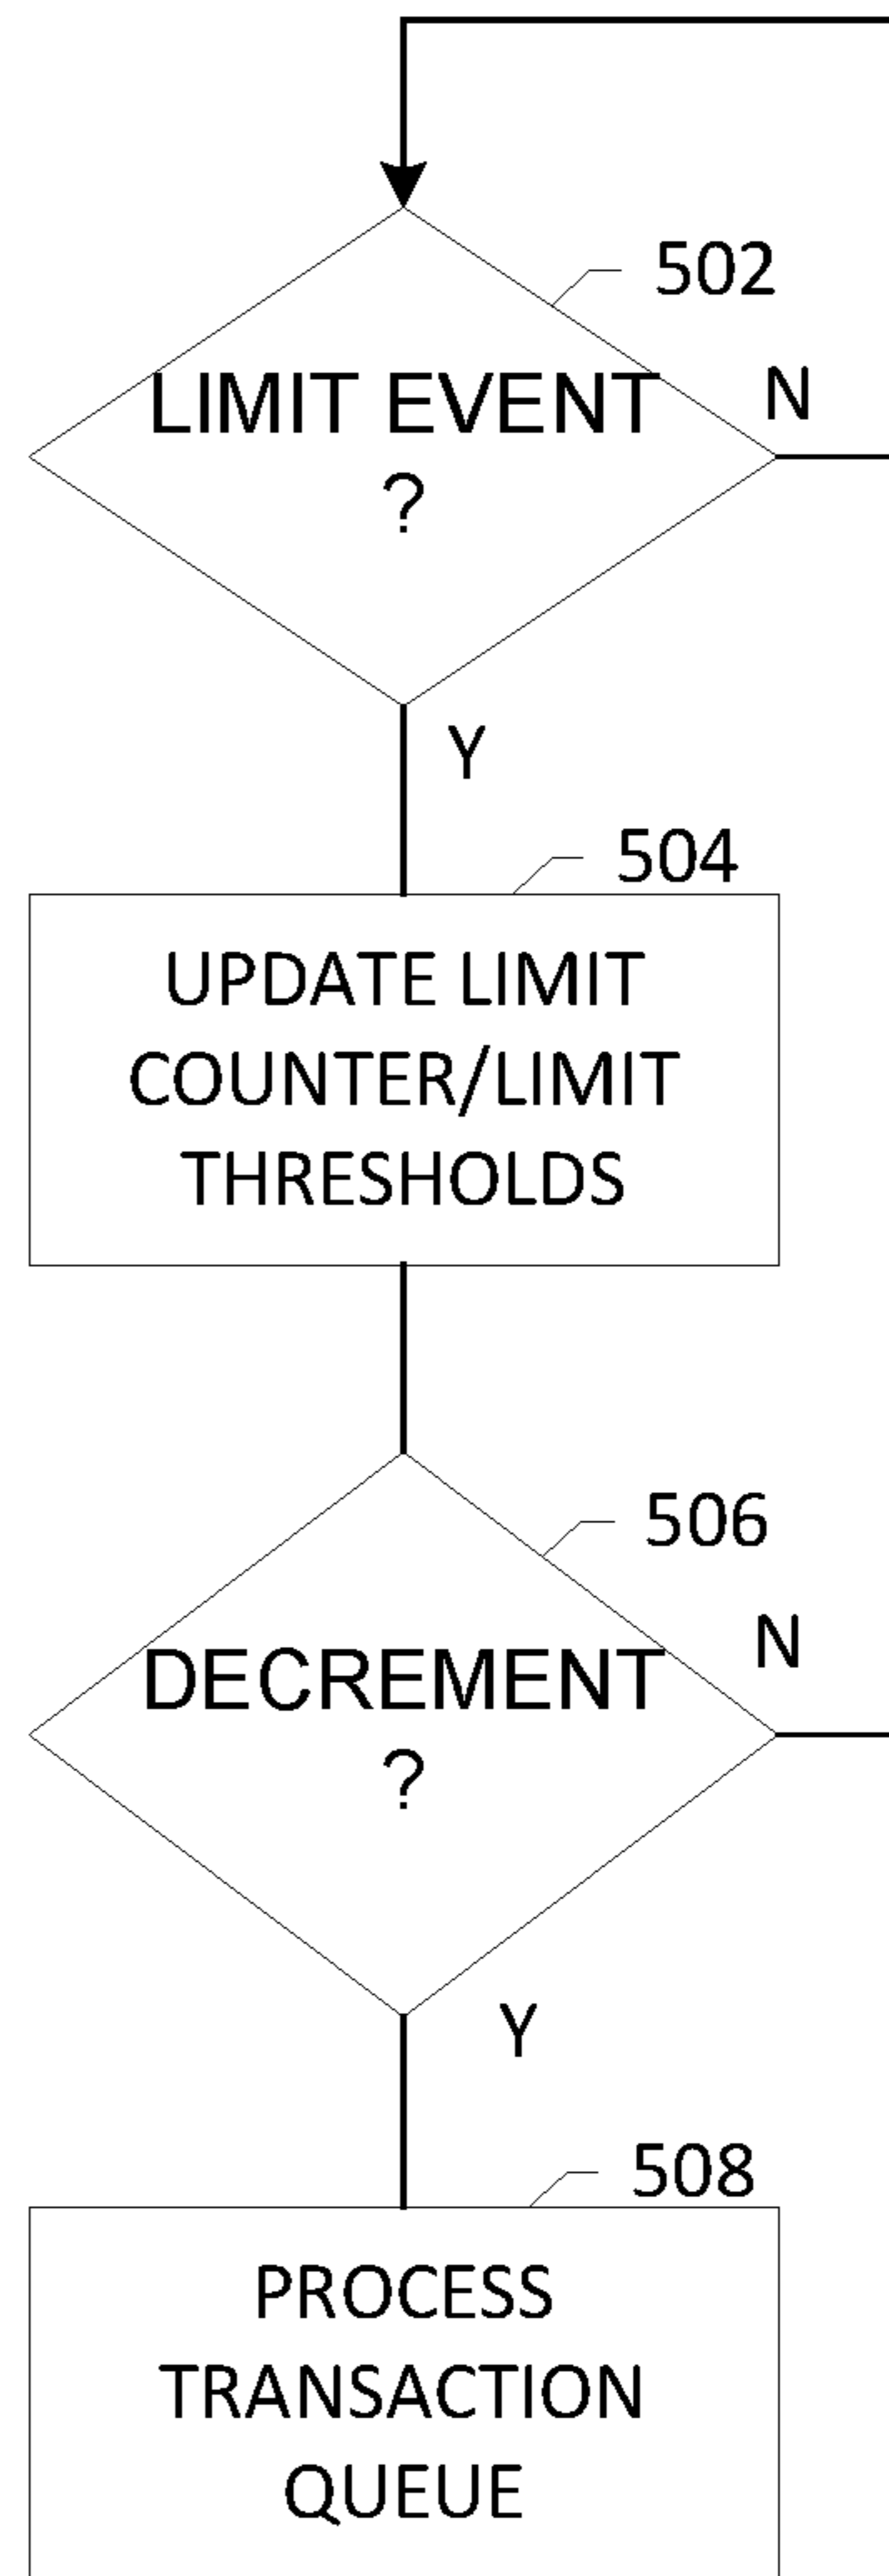 502
LIMIT EVENT
?
N
Y
504
UPDATE LIMIT
COUNTER/LIMIT
THRESHOLDS
506
DECREMENT
?
N
Y
508
PROCESS
TRANSACTION
QUEUE